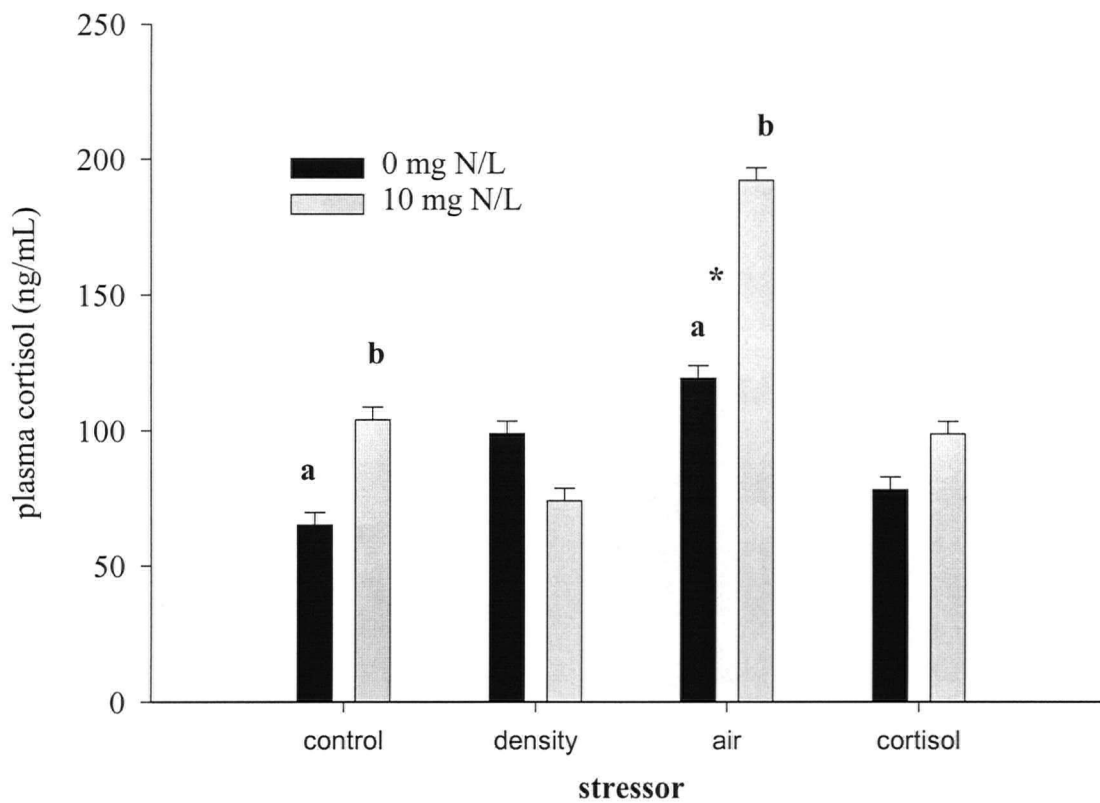 250
200
150
100
50
0
plasma cortisol (ng/mL)
0 mg N/L
10 mg N/L
a
b
a
*
b
control
density
air
cortisol
stressor